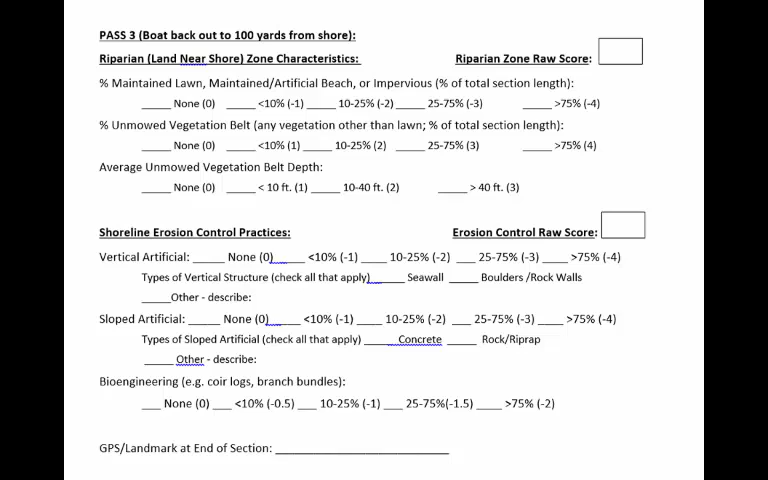 PASS 3 (Boat back out to 100 yards from shore):
Riparian (Land Near Shore) Zone Characteristics: Riparian Zone Raw Score:
% Maintained Lawn, Maintained/Artificial Beach, or Impervious (% of total section length):
_____ None (0) _____ <10% (-1) _____ 10-25% (-2) _____ 25-75% (-3) _____ >75% (-4)
% Unmowed Vegetation Belt (any vegetation other than lawn; % of total section length):
_____ None (0) _____ <10% (1) _____ 10-25% (2) _____ 25-75% (3) _____ >75% (4)
Average Unmowed Vegetation Belt Depth:
_____ None (0) _____ < 10 ft. (1) _____ 10-40 ft. (2) _____ > 40 ft. (3)
Shoreline Erosion Control Practices: Erosion Control Raw Score:
Vertical Artificial: _____ None (0)_____ <10% (-1) ____ 10-25% (-2) ___ 25-75% (-3) ____ >75% (-4)
Types of Vertical Structure (check all that apply)______ Seawall _____ Boulders /Rock Walls
_____Other - describe:
Sloped Artificial: _____ None (0)_____ <10% (-1) ____ 10-25% (-2) ___ 25-75% (-3) ____ >75% (-4)
Types of Sloped Artificial (check all that apply) ______Concrete _____ Rock/Riprap
_____ Other - describe:
Bioengineering (e.g. coir logs, branch bundles):
___ None (0) ___ <10% (-0.5) ___ 10-25% (-1) ___ 25-75%(-1.5) ____ >75% (-2)
GPS/Landmark at End of Section: ___________________________